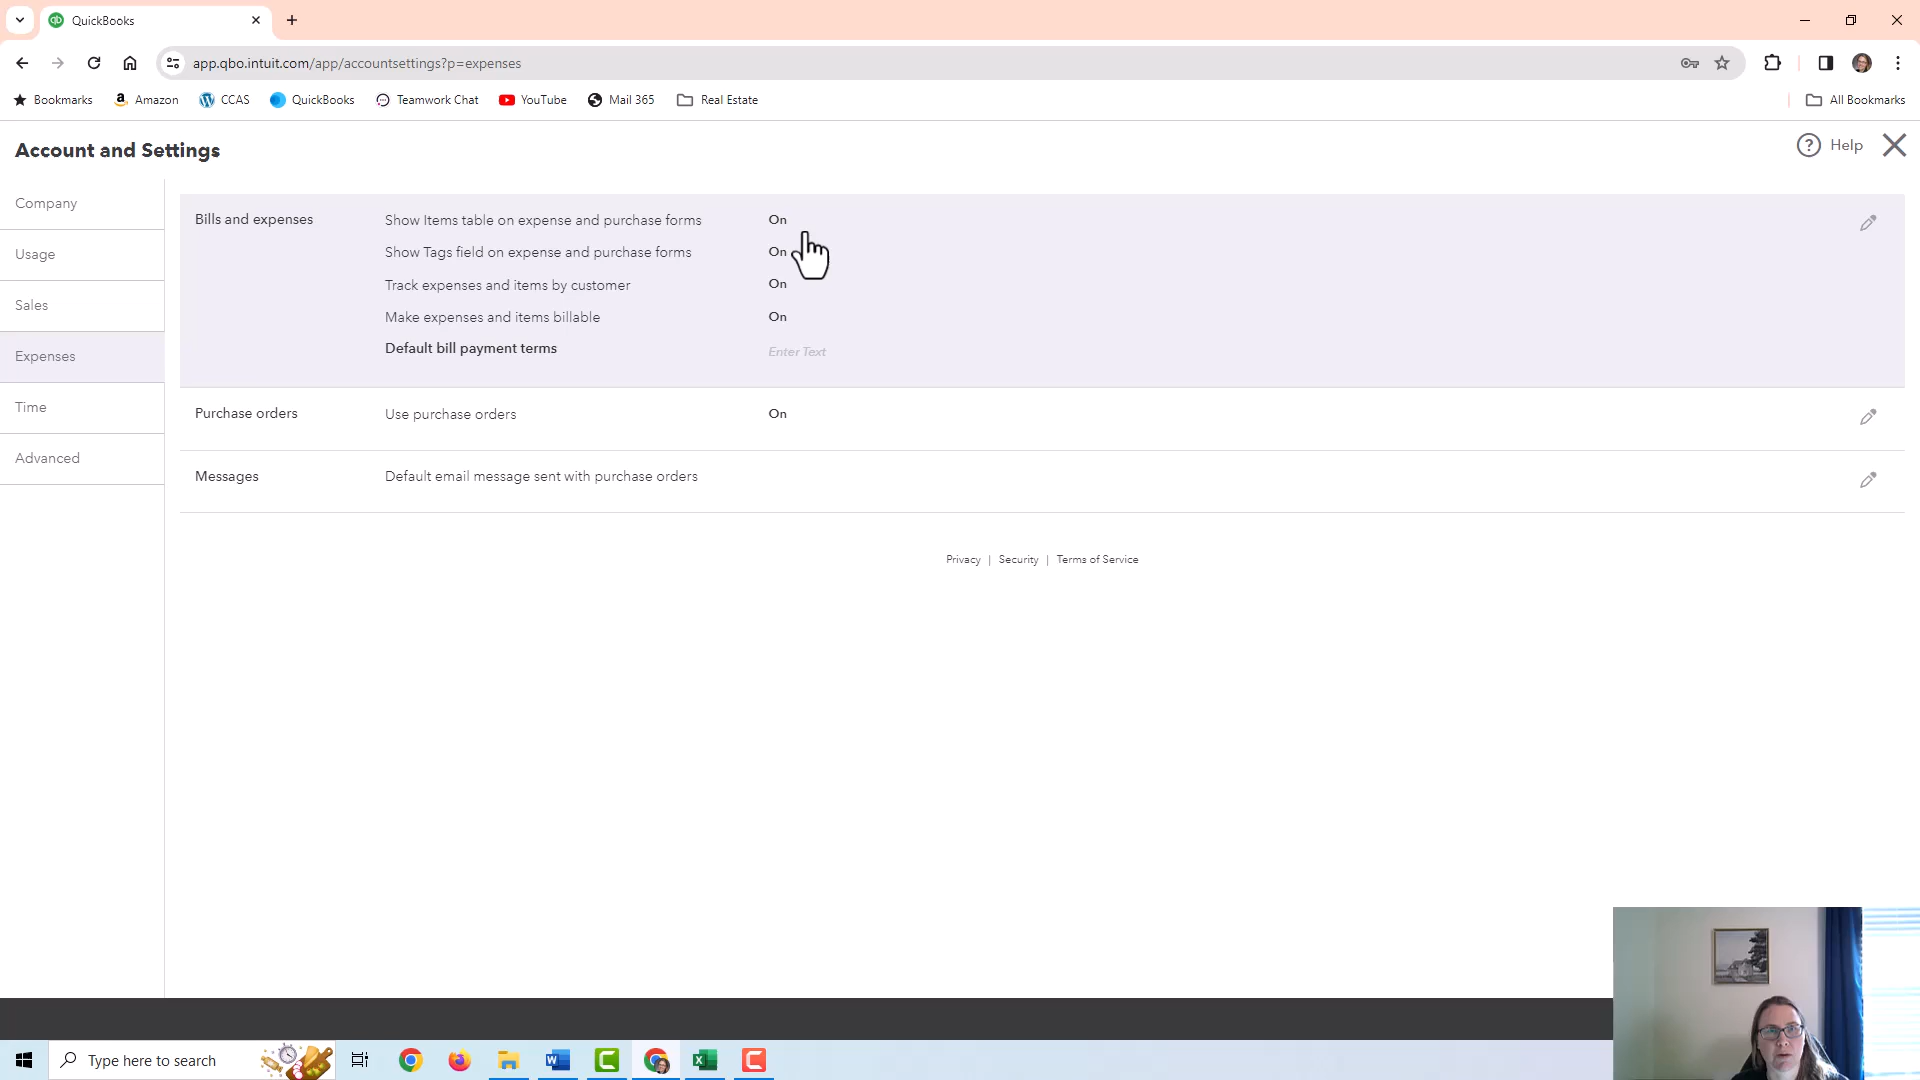 QuickBooks
app.qbo.intuit.com/app/accountsettings?p=expenses
Bookmarks Amazon CCAS QuickBooks Teamwork Chat YouTube Mail 365 Real Estate All Bookmarks
Account and Settings
Help
Company
Usage
Sales
Expenses
Time
Advanced
Bills and expenses
Show Items table on expense and purchase forms On
Show Tags field on expense and purchase forms On
Track expenses and items by customer On
Make expenses and items billable On
Default bill payment terms Enter Text
Purchase orders Use purchase orders On
Messages Default email message sent with purchase orders
Privacy | Security | Terms of Service
Type here to search